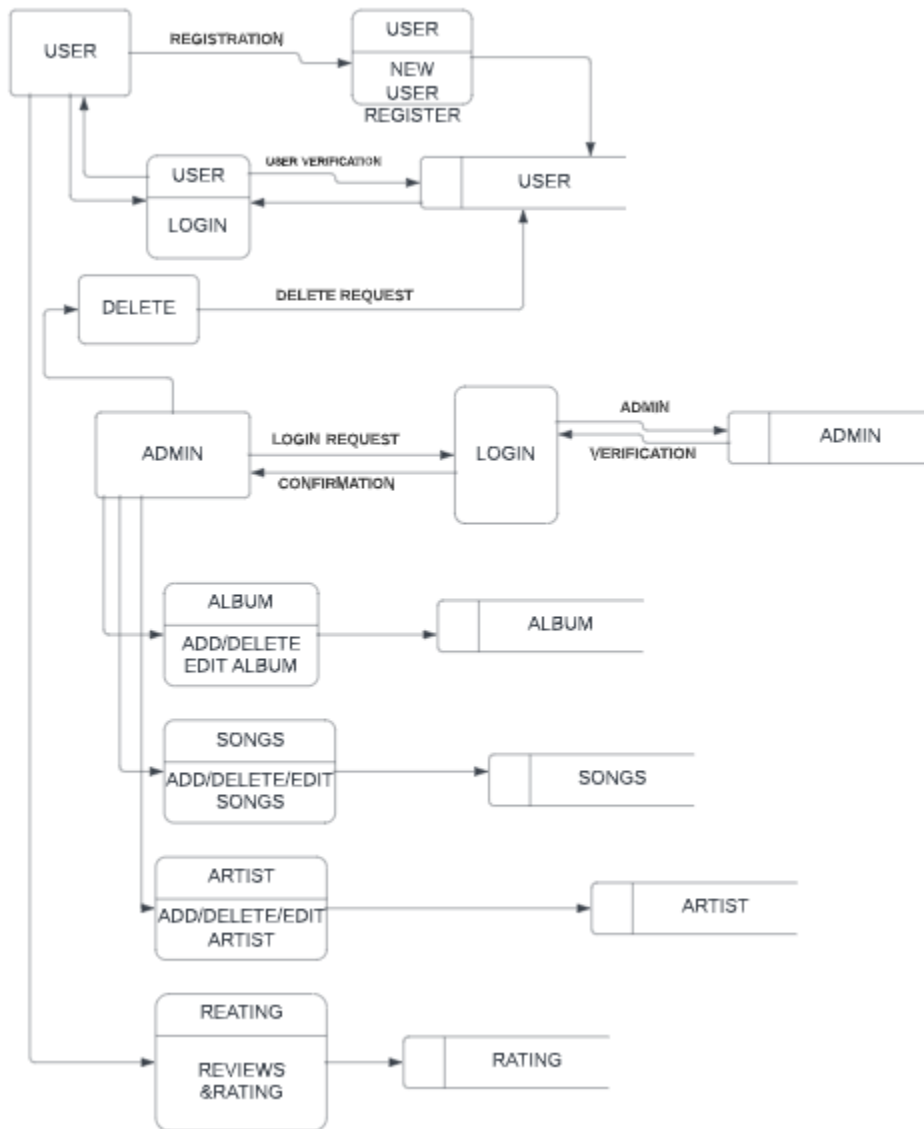 USER
REGISTRATION
USER
NEW
USER
REGISTER
USER
LOGIN
USER VERIFICATION
USER
DELETE
DELETE REQUEST
ADMIN
LOGIN REQUEST
CONFIRMATION
LOGIN
ADMIN
VERIFICATION
ADMIN
ALBUM
ADD/DELETE
EDIT ALBUM
ALBUM
SONGS
ADD/DELETE/EDIT
SONGS
SONGS
ARTIST
ADD/DELETE/EDIT
ARTIST
ARTIST
REATING
REVIEWS
&RATING
RATING